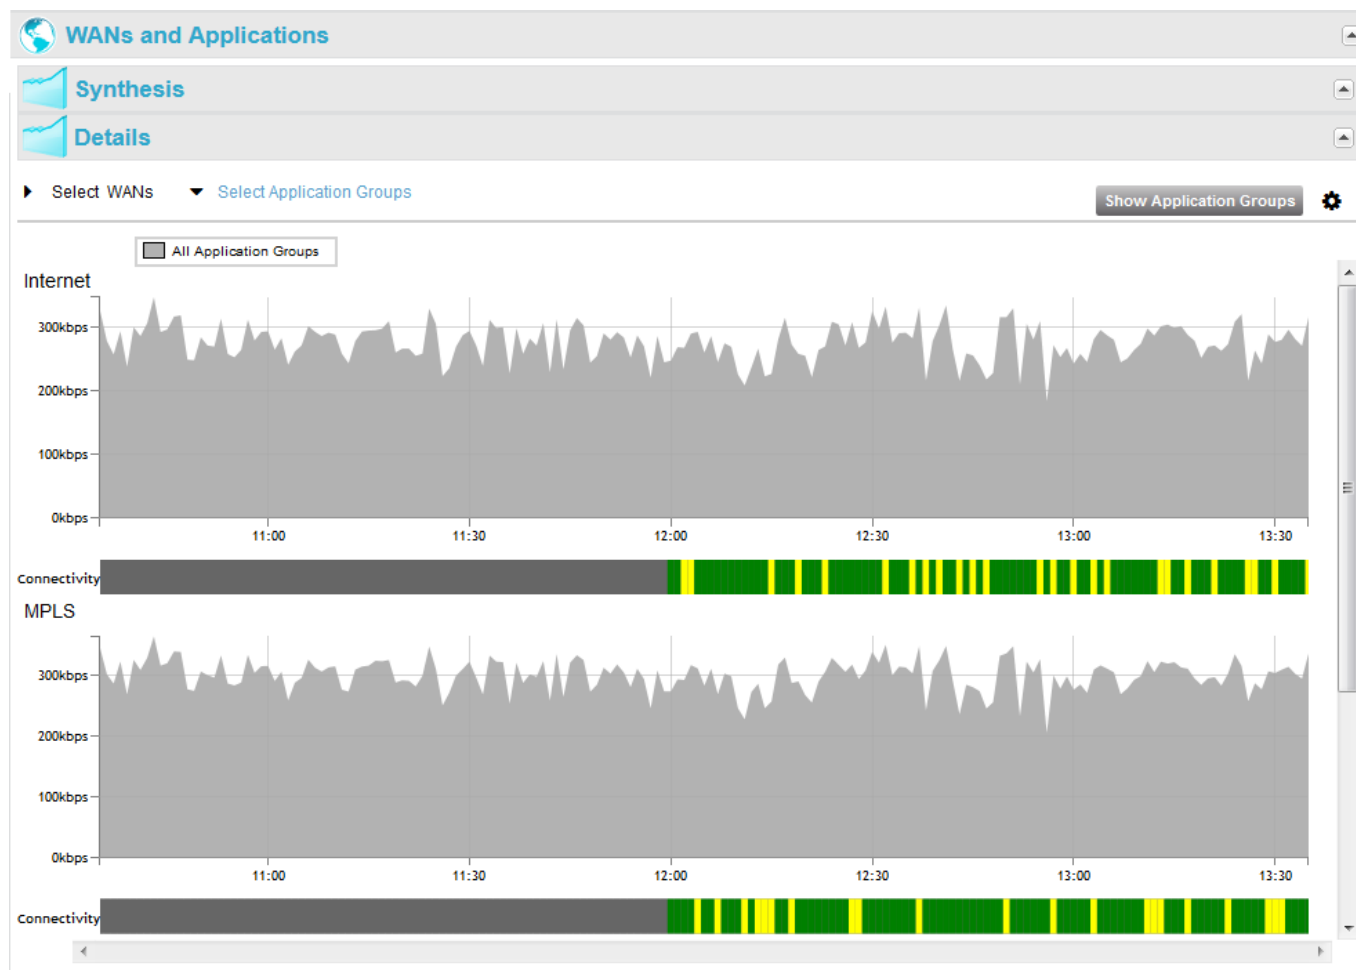 WANs and Applications
Synthesis
Details
Select WANs Select Application Groups Show Application Groups
All Application Groups
Internet
300kbps
200kbps
100kbps
0kbps
11:00 11:30 12:00 12:30 13:00 13:30
Connectivity
MPLS
300kbps
200kbps
100kbps
0kbps
11:00 11:30 12:00 12:30 13:00 13:30
Connectivity